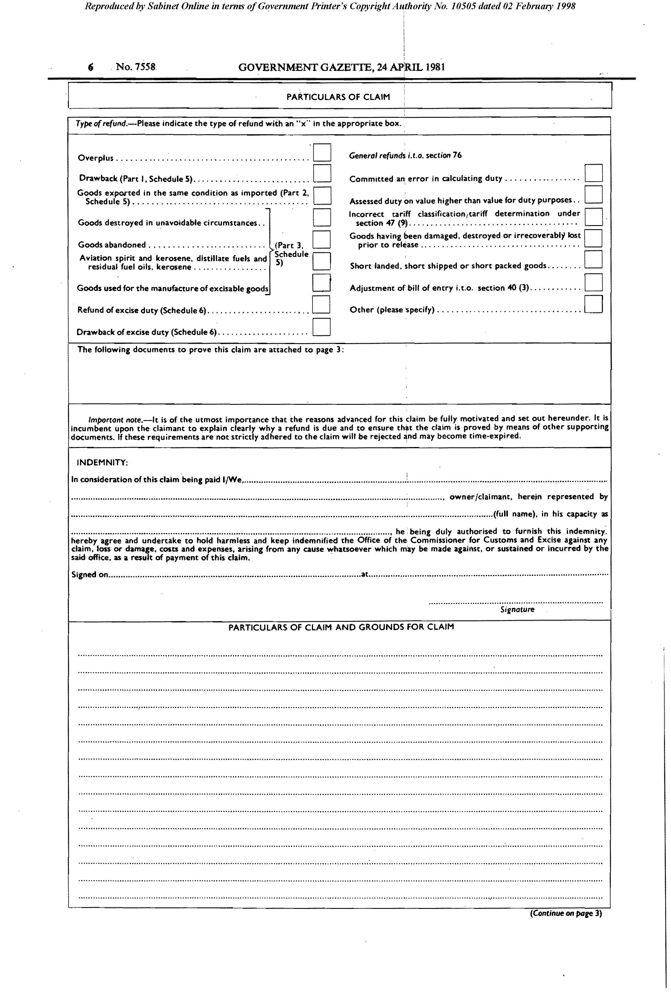 Reproduced by Sabinet Online in terms of Government Printer's Copyright Authority No. 10505 dated 02 February 1998
6 No. 7558 GOVERNMENT GAZETTE, 24 APRIL 1981
PARTICULARS OF CLAIM
Type of refund.—Please indicate the type of refund with an "x" in the appropriate box.
Overplus
Drawback (Part 1, Schedule 5)
Goods exported in the same condition as imported (Part 2,
Schedule 5)
Goods destroyed in unavoidable circumstances
Goods abandoned
Aviation spirit and kerosene, distillate fuels and
residual fuel oils, kerosene
Goods used for the manufacture of excisable goods
(Part 3,
Schedule
5)
Refund of excise duty (Schedule 6)
Drawback of excise duty (Schedule 6)
General refunds i.t.o. section 76
Committed an error in calculating duty
Assessed duty on value higher than value for duty purposes
Incorrect tariff classification/tariff determination under
section 47 (9)
Goods having been damaged, destroyed or irrecoverably lost
prior to release
Short landed, short shipped or short packed goods
Adjustment of bill of entry i.t.o. section 40 (3)
Other (please specify)
The following documents to prove this claim are attached to page 3:
Important note.—It is of the utmost importance that the reasons advanced for this claim be fully motivated and set out hereunder. It is
incumbent upon the claimant to explain clearly why a refund is due and to ensure that the claim is proved by means of other supporting
documents. If these requirements are not strictly adhered to the claim will be rejected and may become time-expired.
INDEMNITY:
In consideration of this claim being paid I/We,
, owner/claimant, herein represented by
(full name), in his capacity as
, he being duly authorised to furnish this indemnity,
hereby agree and undertake to hold harmless and keep indemnified the Office of the Commissioner for Customs and Excise against any
claim, loss or damage, costs and expenses, arising from any cause whatsoever which may be made against, or sustained or incurred by the
said office, as a result of payment of this claim.
Signed on at
Signature
PARTICULARS OF CLAIM AND GROUNDS FOR CLAIM
(Continue on page 3)